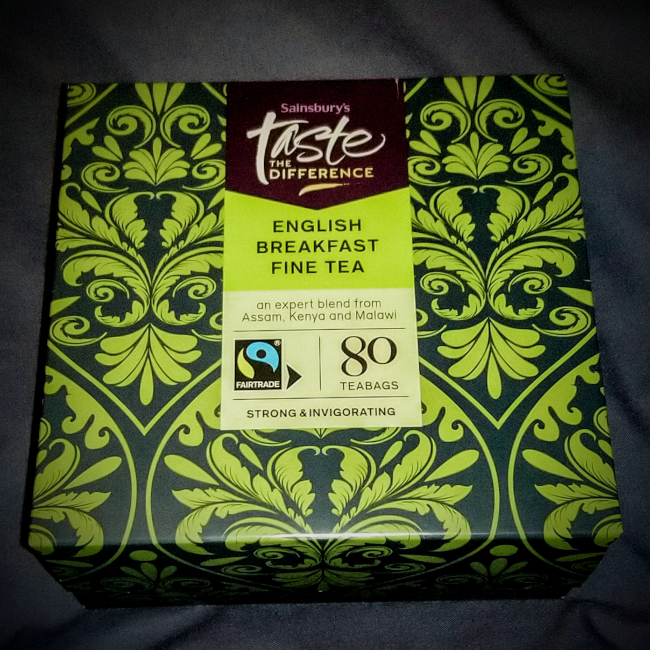 Sainsbury's
taste
THE
DIFFERENCE
ENGLISH
BREAKFAST
FINE TEA
an expert blend from
Assam, Kenya and Malawi
FAIRTRADE
®
80
TEABAGS
STRONG & INVIGORATING